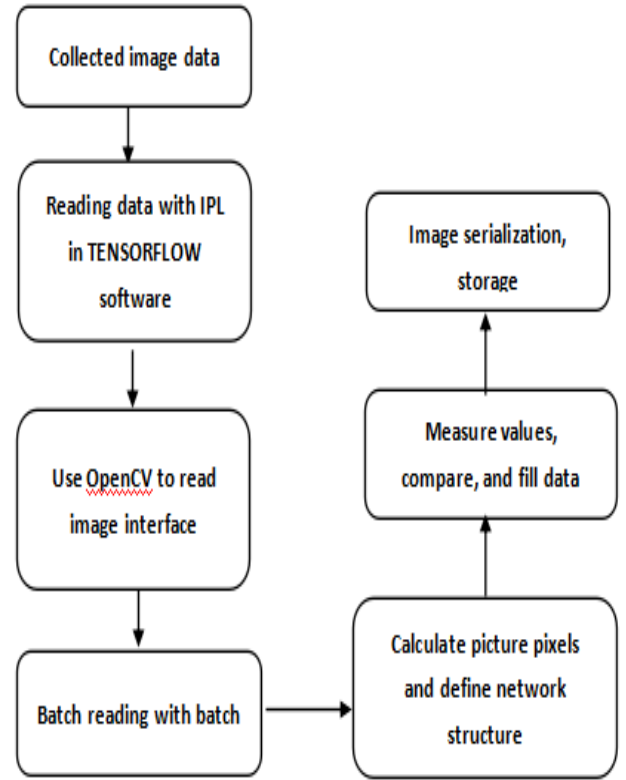 Collected image data
Reading data with IPL
in TENSORFLOW
software
Use OpenCV to read
image interface
Batch reading with batch
Calculate picture pixels
and define network
structure
Measure values,
compare, and fill data
Image serialization,
storage